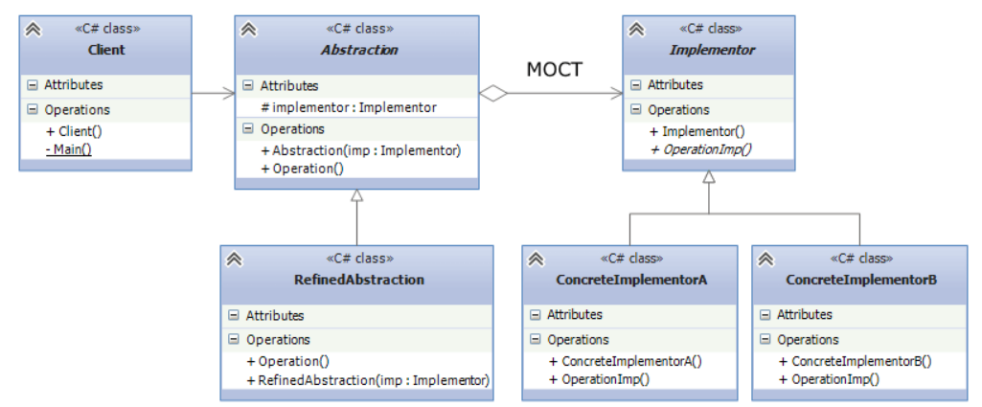 «C# class»
Client
Attributes
Operations
+ Client()
- Main()
«C# class»
Abstraction
Attributes
# implementor : Implementor
Operations
+ Abstraction(imp : Implementor)
+ Operation()
МОСТ
«C# class»
Implementor
Attributes
Operations
+ Implementor()
+ OperationImp()
«C# class»
RefinedAbstraction
Attributes
Operations
+ Operation()
+ RefinedAbstraction(imp : Implementor)
«C# class»
ConcreteImplementorA
Attributes
Operations
+ ConcreteImplementorA()
+ OperationImp()
«C# class»
ConcreteImplementorB
Attributes
Operations
+ ConcreteImplementorB()
+ OperationImp()